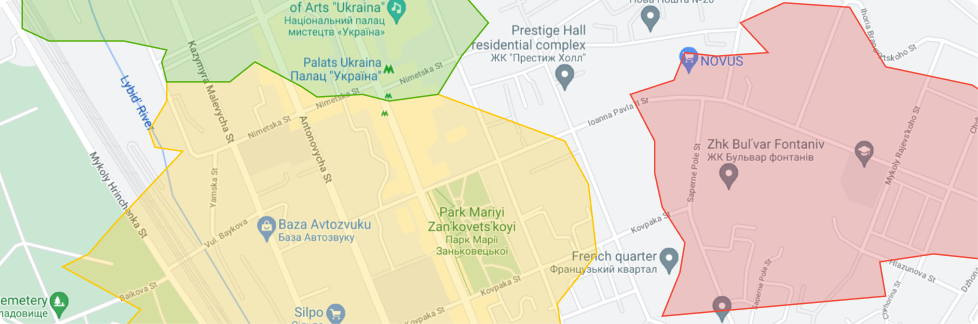 of Arts "Ukraina"
Національний палац
мистецтв «Україна»
Нова Пошта №20
Prestige Hall
residential complex
ЖК "Престиж Холл"
Palats Ukraina
Палац "Україна"
NOVUS
Kazymyra Malevycha St
Lybid' River
Nimetska St
Nimetska St
Antonovycha St
Ioanna Pavla II St
Zhk Bul'var Fontaniv
ЖК Бульвар фонтанів
Saperne Pole St
Mykoly Raievs'koho St
Mykoly Hrinchenka St
Yamska St
Park Mariyi
Zan'kovets'koyi
Парк Марії
Заньковецької
Baza Avtozvuku
База Автозвуку
Vul. Baykova
Kovpaka St
French quarter
Французький квартал
Baikova St
Kovpaka St
Saperne Pole St
Hlazunova St
emetery
ладовище
Silpo